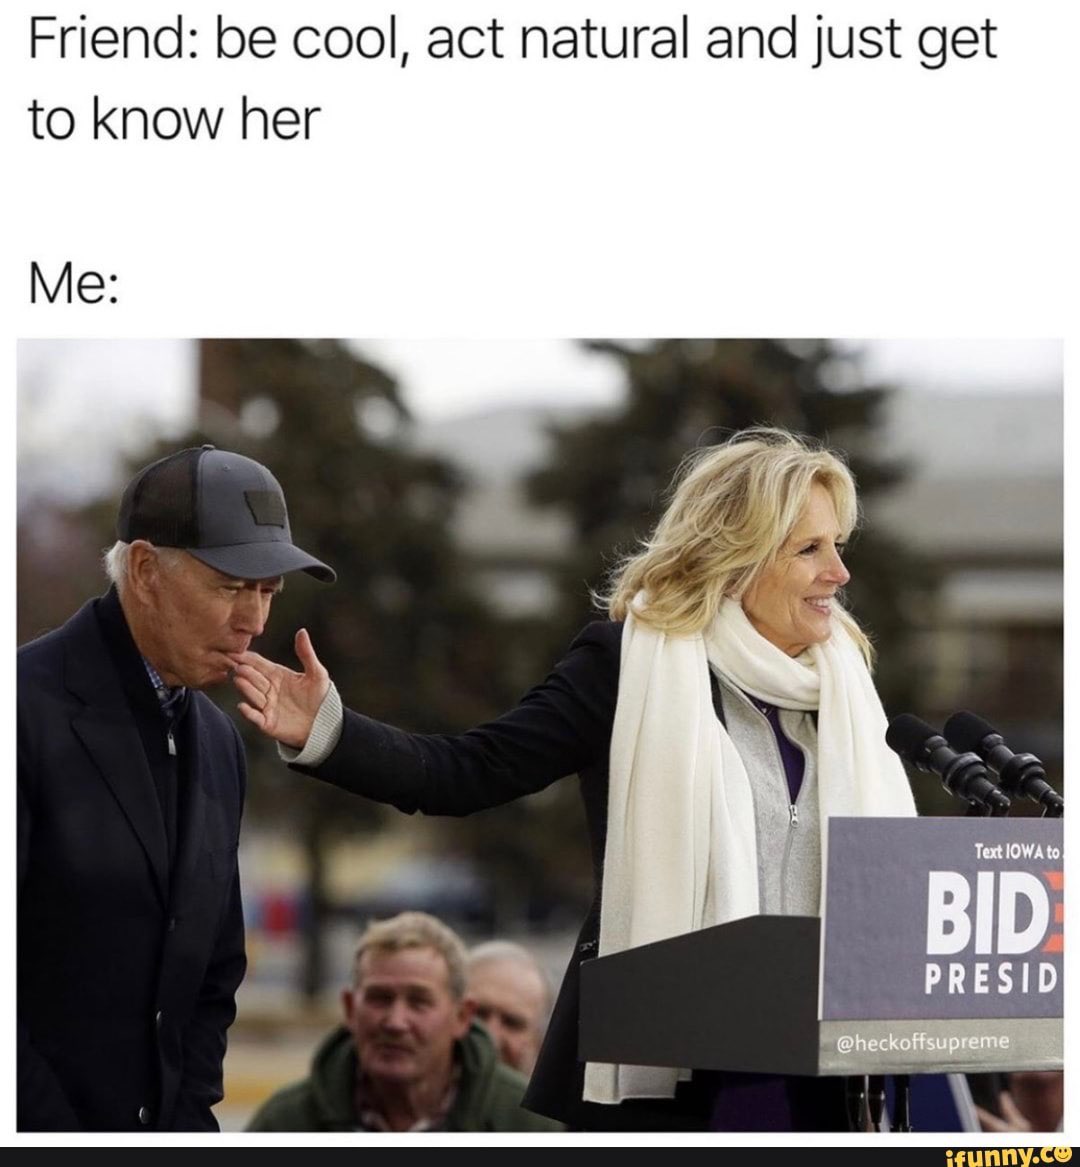 Friend: be cool, act natural and just get
to know her
Me:
Text IOWA to
BIDE
PRESID
@heckoffsupreme
ifunny.co